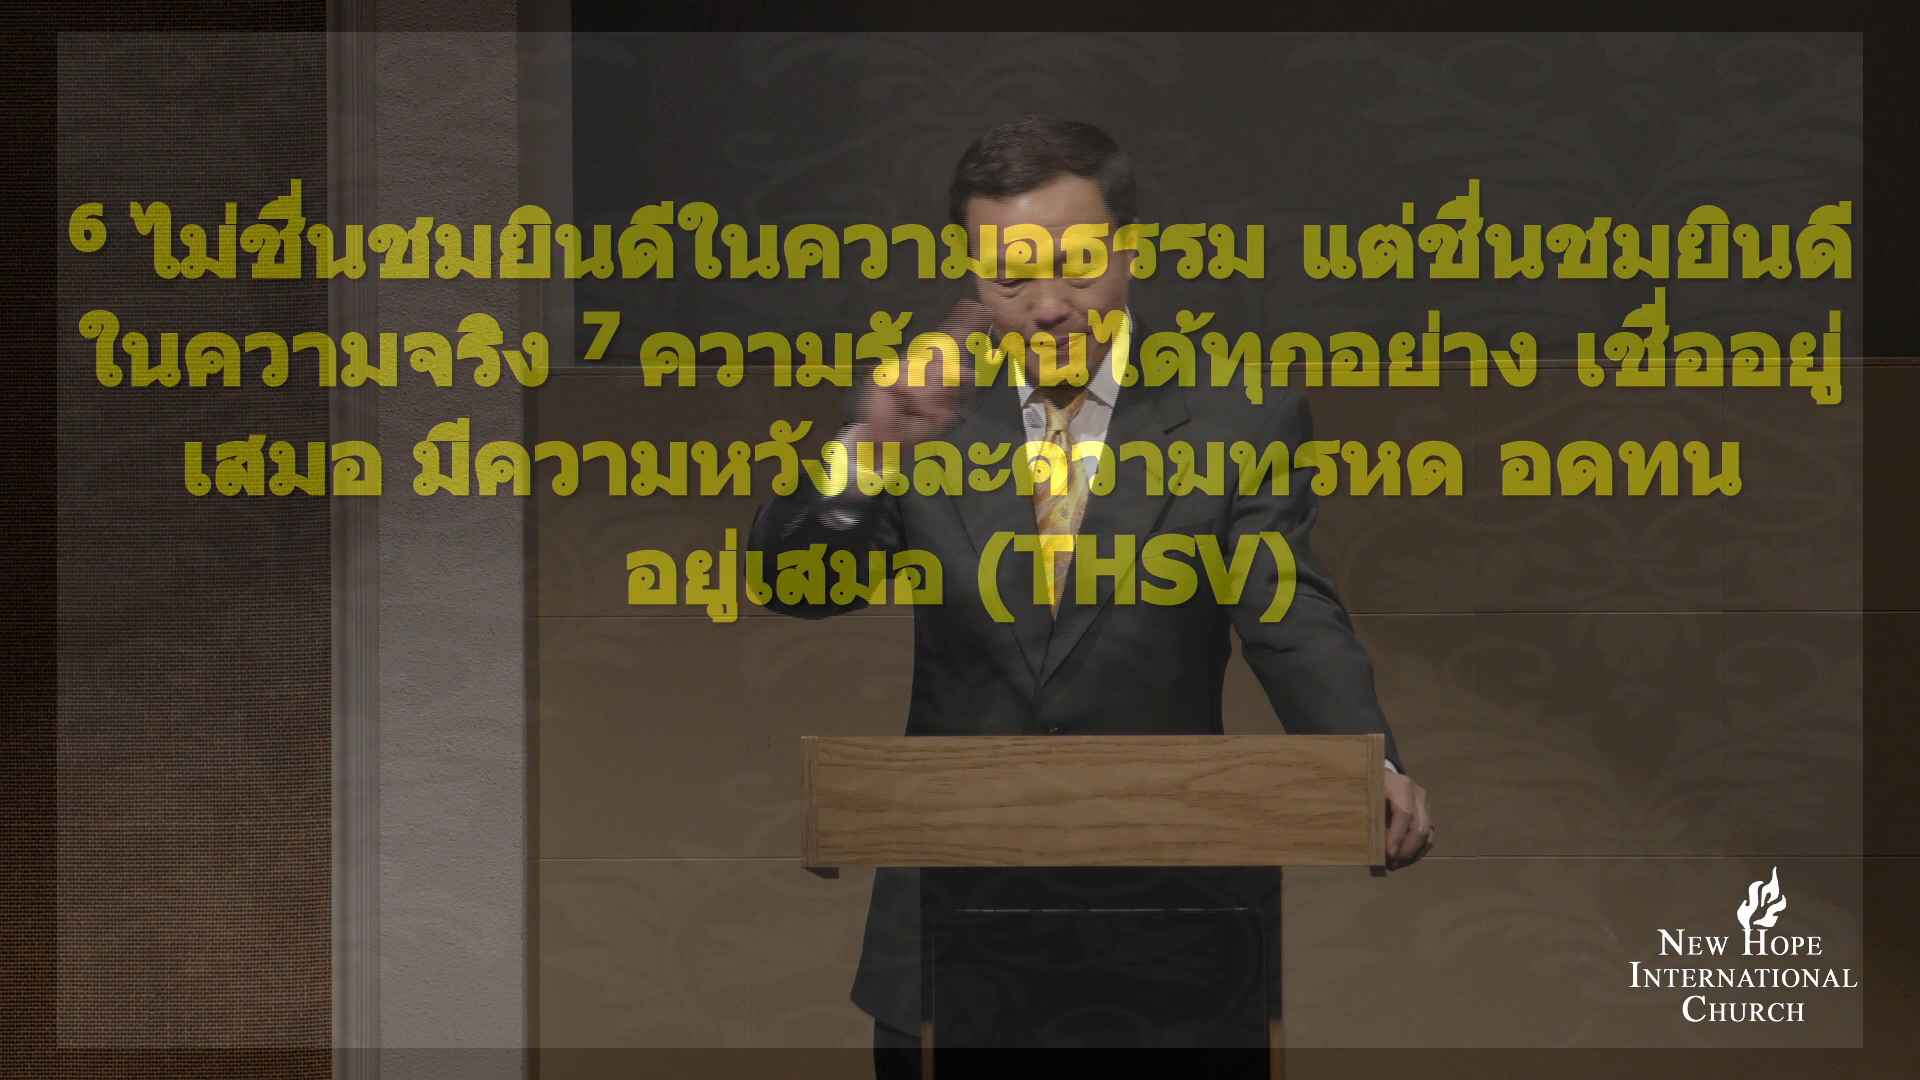 6 ไม่ชื่นชมยินดีในความอธรรม แต่ชื่นชมยินดี
ในความจริง 7 ความรักทนได้ทุกอย่าง เชื่ออยู่
เสมอ มีความหวังและความทรหด อดทน
อยู่เสมอ (THSV)
NEW HOPE
INTERNATIONAL
CHURCH